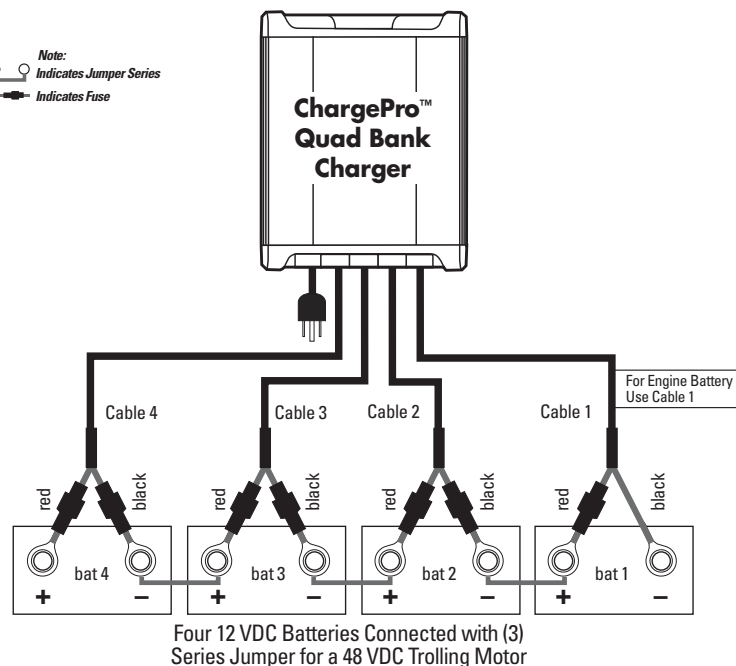 Note:
Indicates Jumper Series
Indicates Fuse
ChargePro™
Quad Bank
Charger
For Engine Battery
Use Cable 1
Cable 4
Cable 3
Cable 2
Cable 1
red
black
red
black
red
black
red
black
bat 4
bat 3
bat 2
bat 1
+ − + − + − + −
Four 12 VDC Batteries Connected with (3)
Series Jumper for a 48 VDC Trolling Motor